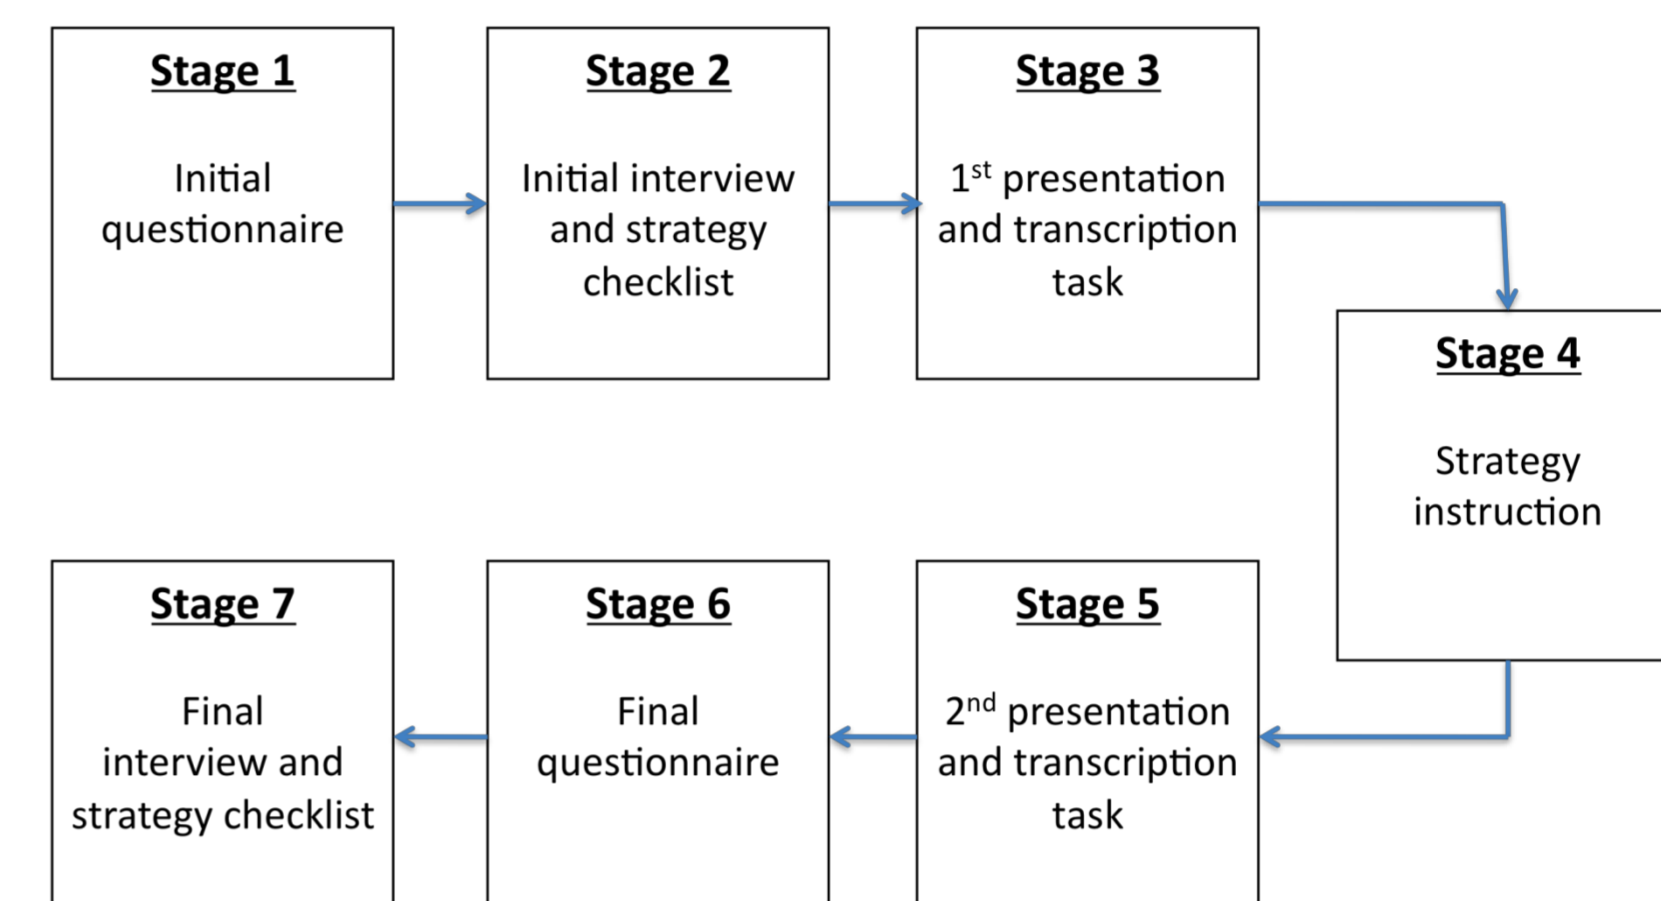 Stage 1
Initial
questionnaire
Stage 2
Initial interview
and strategy
checklist
Stage 3
1st presentation
and transcription
task
Stage 4
Strategy
instruction
Stage 5
2nd presentation
and transcription
task
Stage 6
Final
questionnaire
Stage 7
Final
interview and
strategy checklist